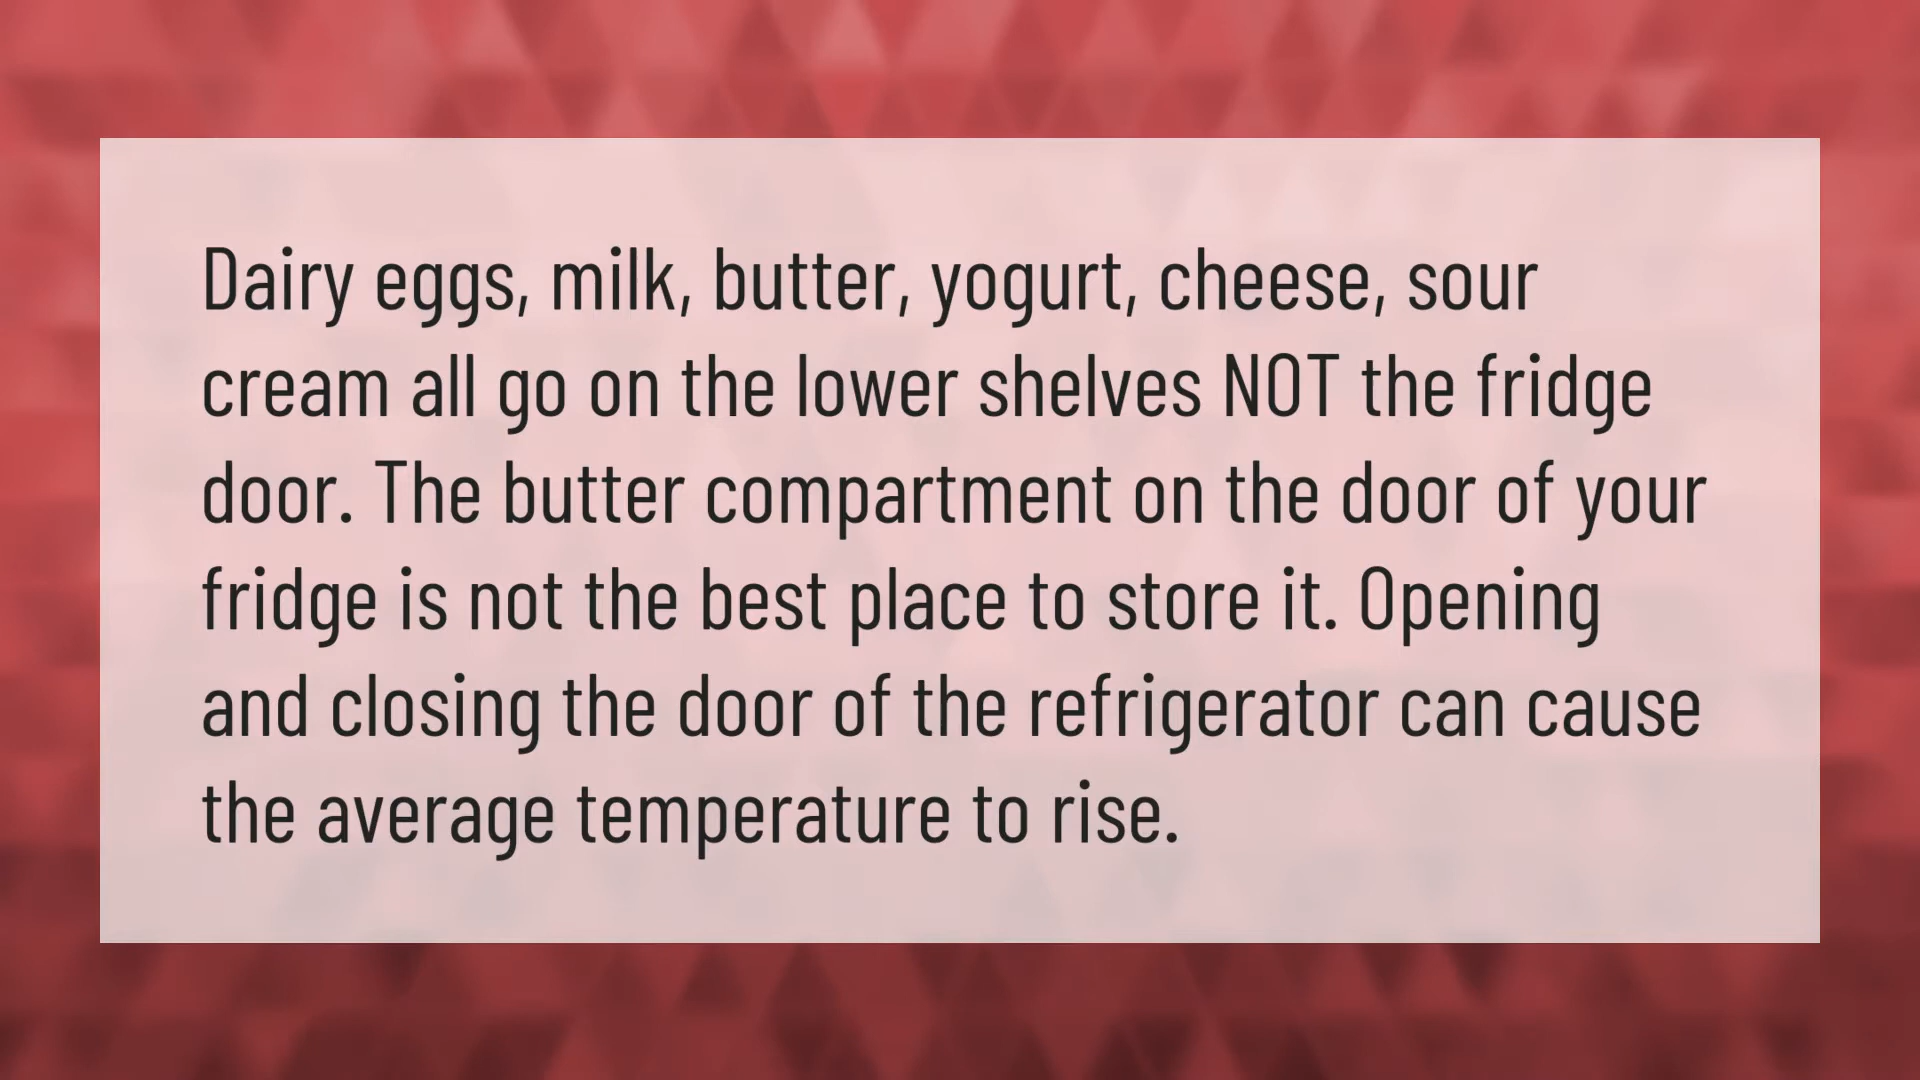 Dairy eggs, milk, butter, yogurt, cheese, sour
cream all go on the lower shelves NOT the fridge
door. The butter compartment on the door of your
fridge is not the best place to store it. Opening
and closing the door of the refrigerator can cause
the average temperature to rise.